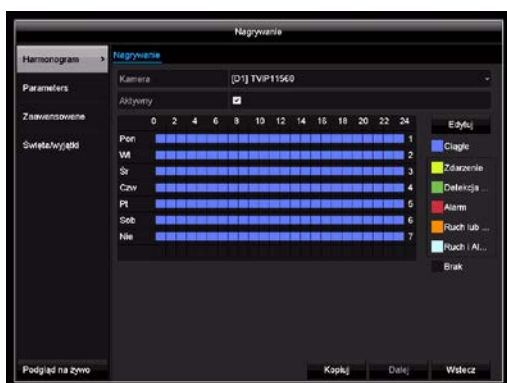 Nagrywanie
Harmonogram >
Parameters
Zaawansowane
Święta/wyjątki
Podgląd na żywo
Nagrywanie
Kamera [D1] TVIP11560
Aktywny
0 2 4 6 8 10 12 14 16 18 20 22 24
Pon 1
Wt 2
Śr 3
Czw 4
Pt 5
Sob 6
Nie 7
Edytuj
Ciągłe
Zdarzenie
Detekcja ...
Alarm
Ruch lub ...
Ruch i Al...
Brak
Kopiuj Dalej Wstecz